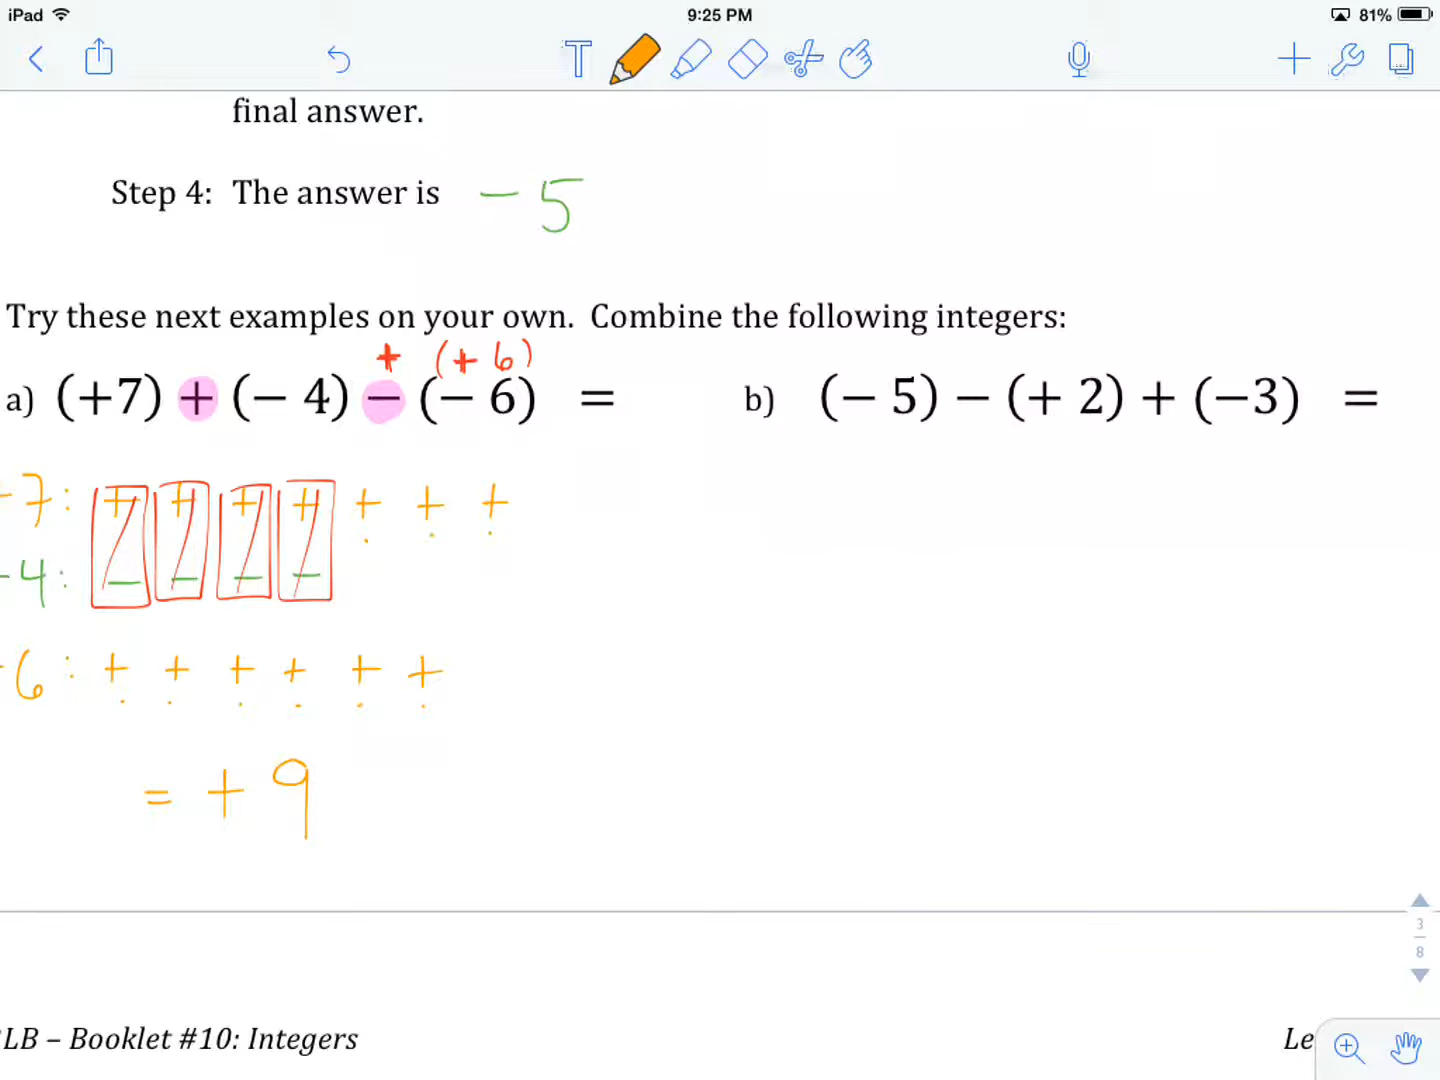 iPad 9:25 PM 81%
T
final answer.
Step 4: The answer is - 5
Try these next examples on your own. Combine the following integers:
+ (+ 6)
a) (+7) + (− 4) − (− 6) = b) (− 5) − (+ 2) + (−3) =
7: + + + + + + +
-4: - - - -
6: + + + + + +
= + 9
3
8
LB – Booklet #10: Integers Le